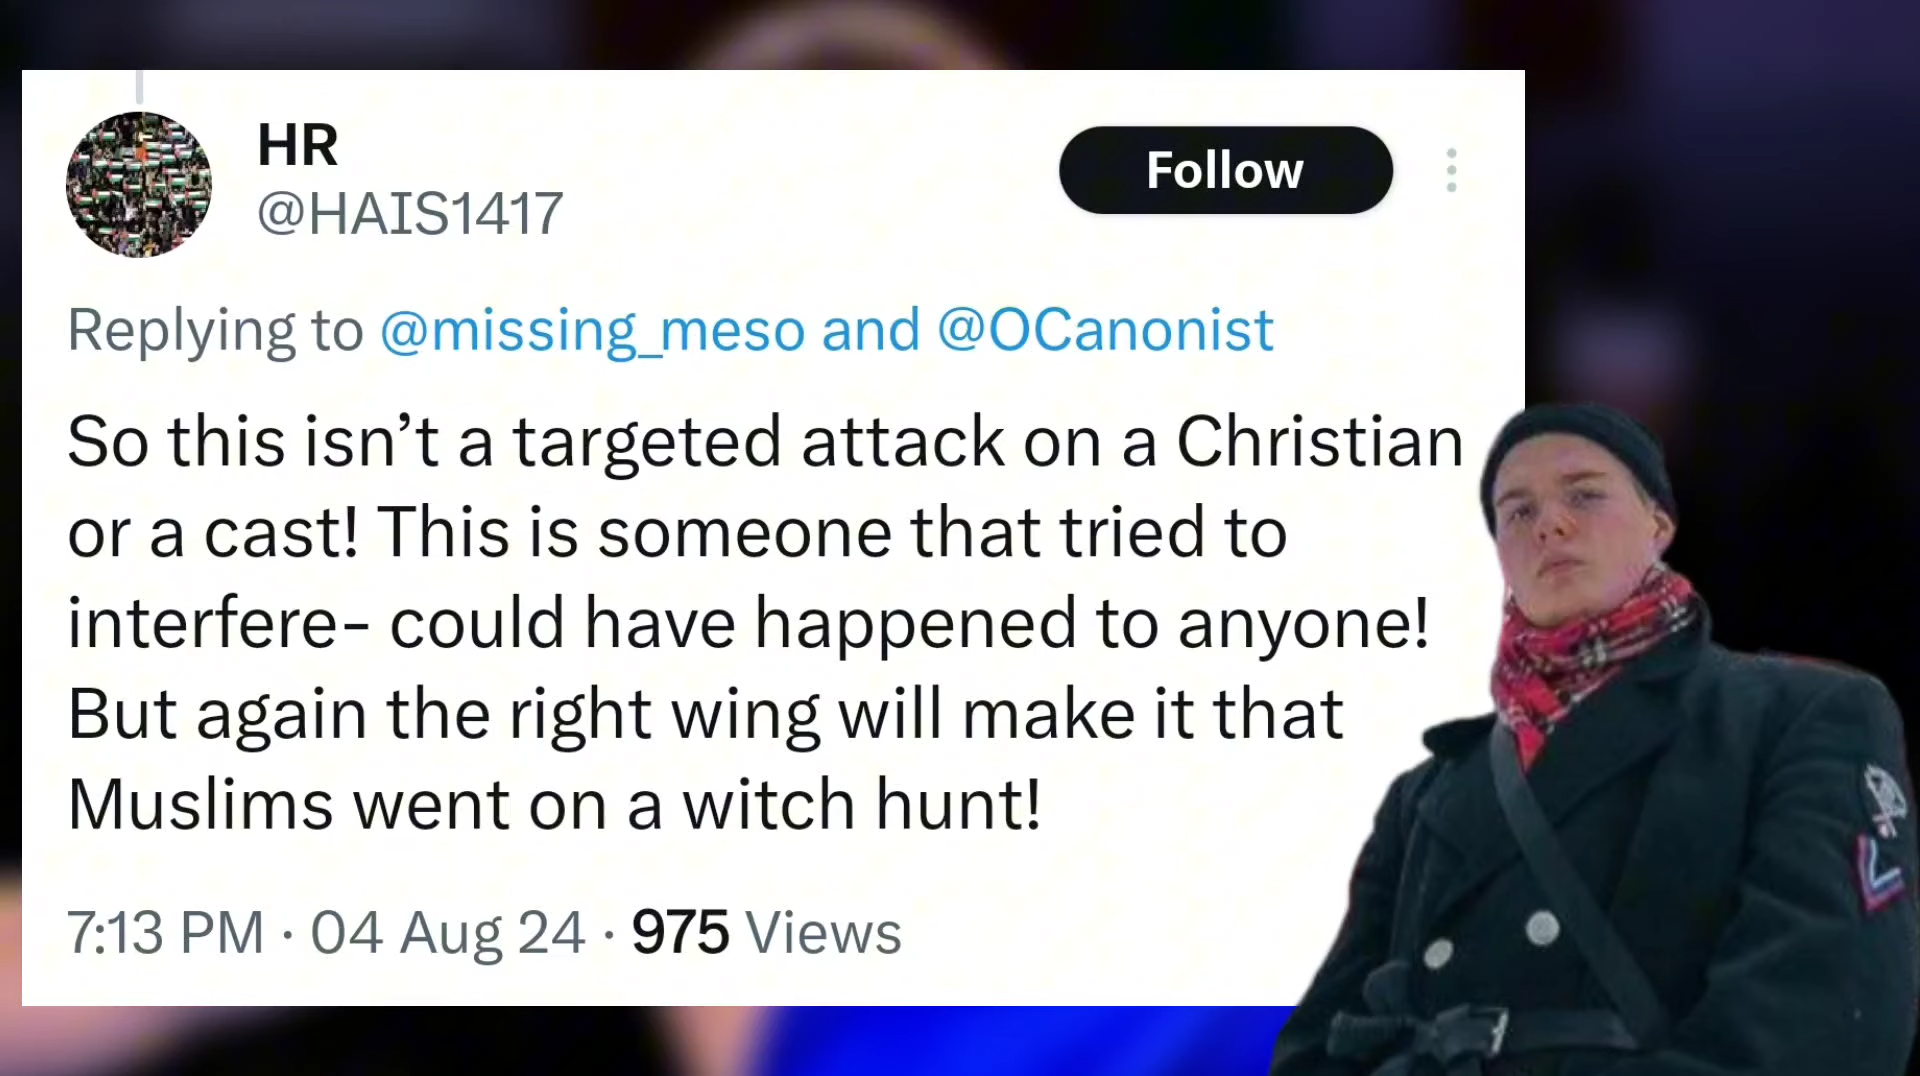 HR
@HAIS1417
Follow
Replying to @missing_meso and @OCanonist
So this isn’t a targeted attack on a Christian
or a cast! This is someone that tried to
interfere- could have happened to anyone!
But again the right wing will make it that
Muslims went on a witch hunt!
7:13 PM · 04 Aug 24 · 975 Views